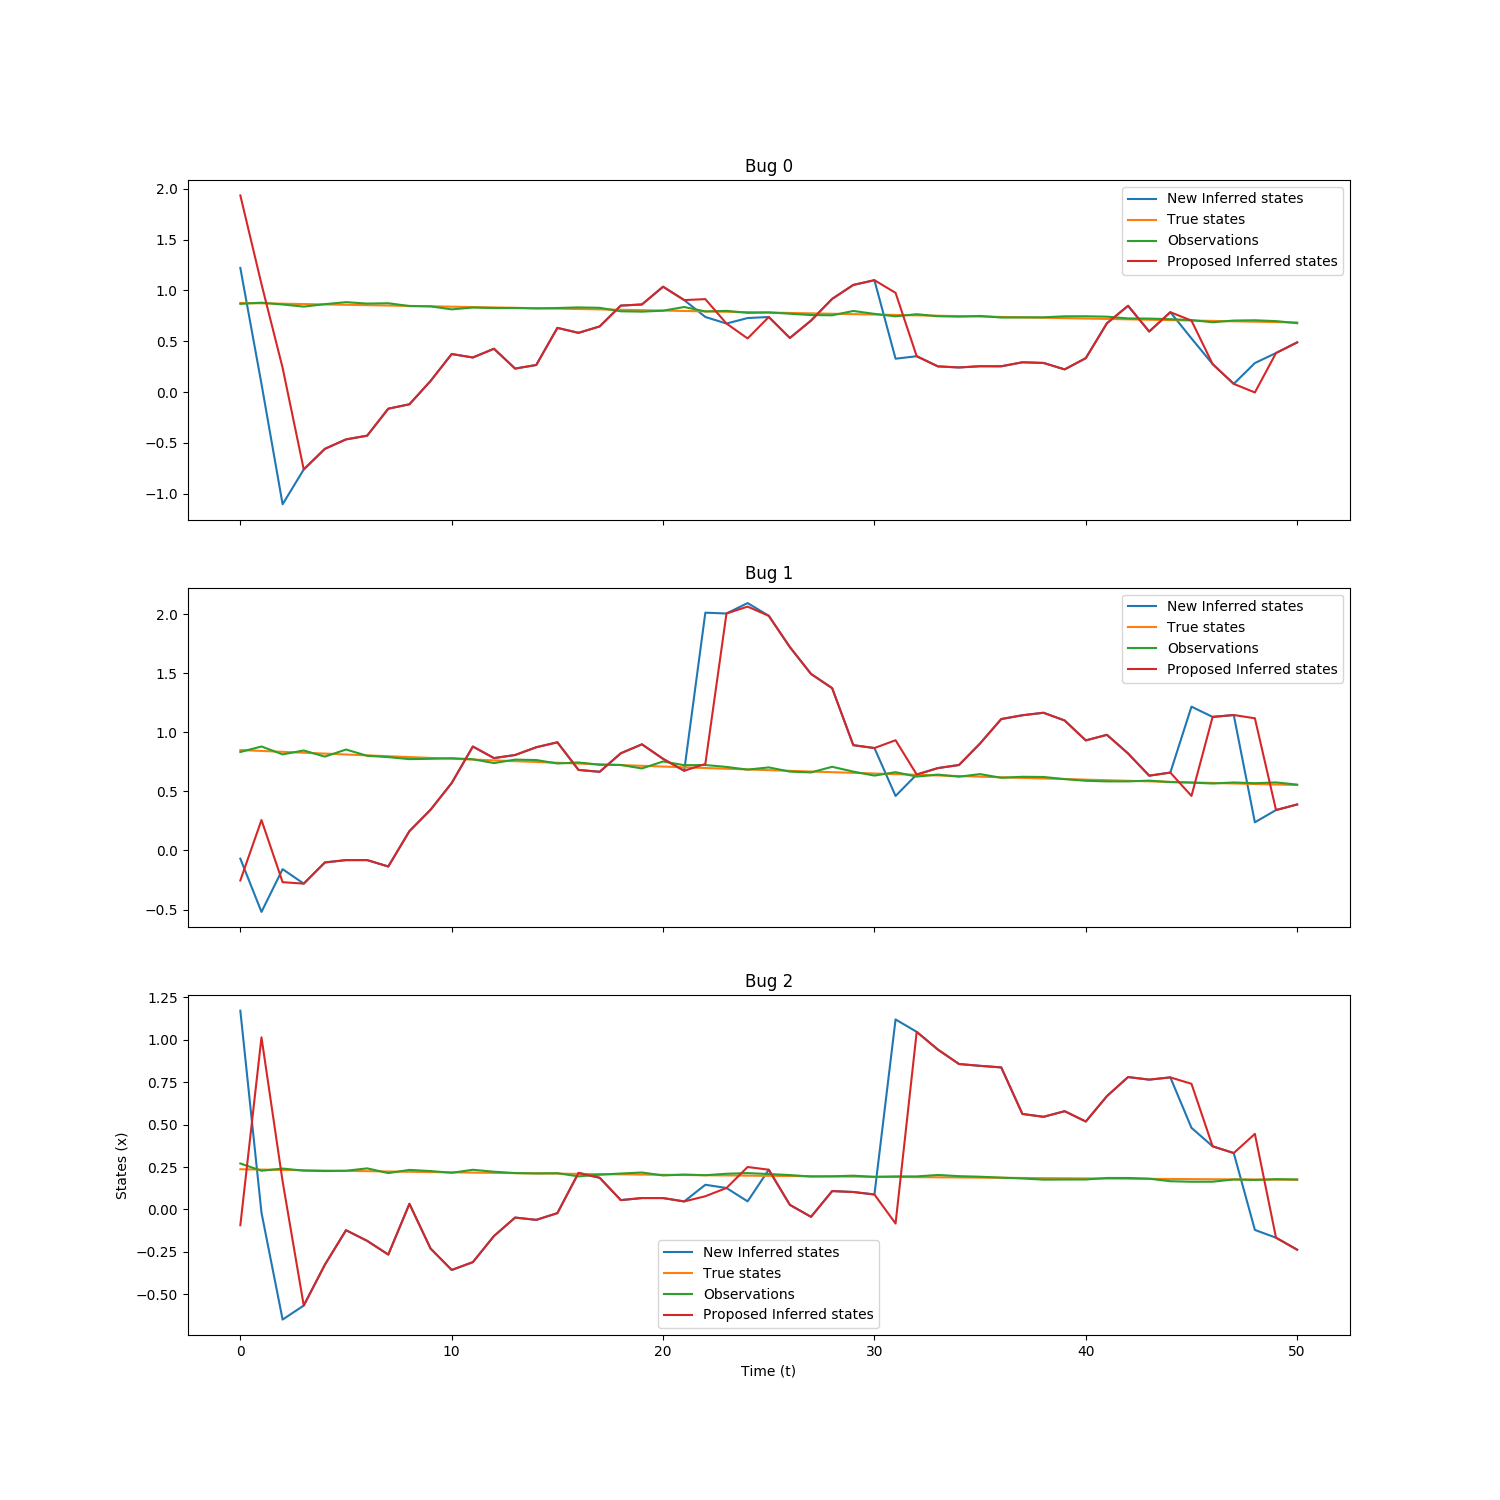 Bug 0
2.0
1.5
1.0
0.5
0.0
−0.5
−1.0
New Inferred states
True states
Observations
Proposed Inferred states
Bug 1
2.0
1.5
1.0
0.5
0.0
−0.5
New Inferred states
True states
Observations
Proposed Inferred states
Bug 2
1.25
1.00
0.75
0.50
0.25
0.00
−0.25
−0.50
States (x)
New Inferred states
True states
Observations
Proposed Inferred states
0 10 20 30 40 50
Time (t)